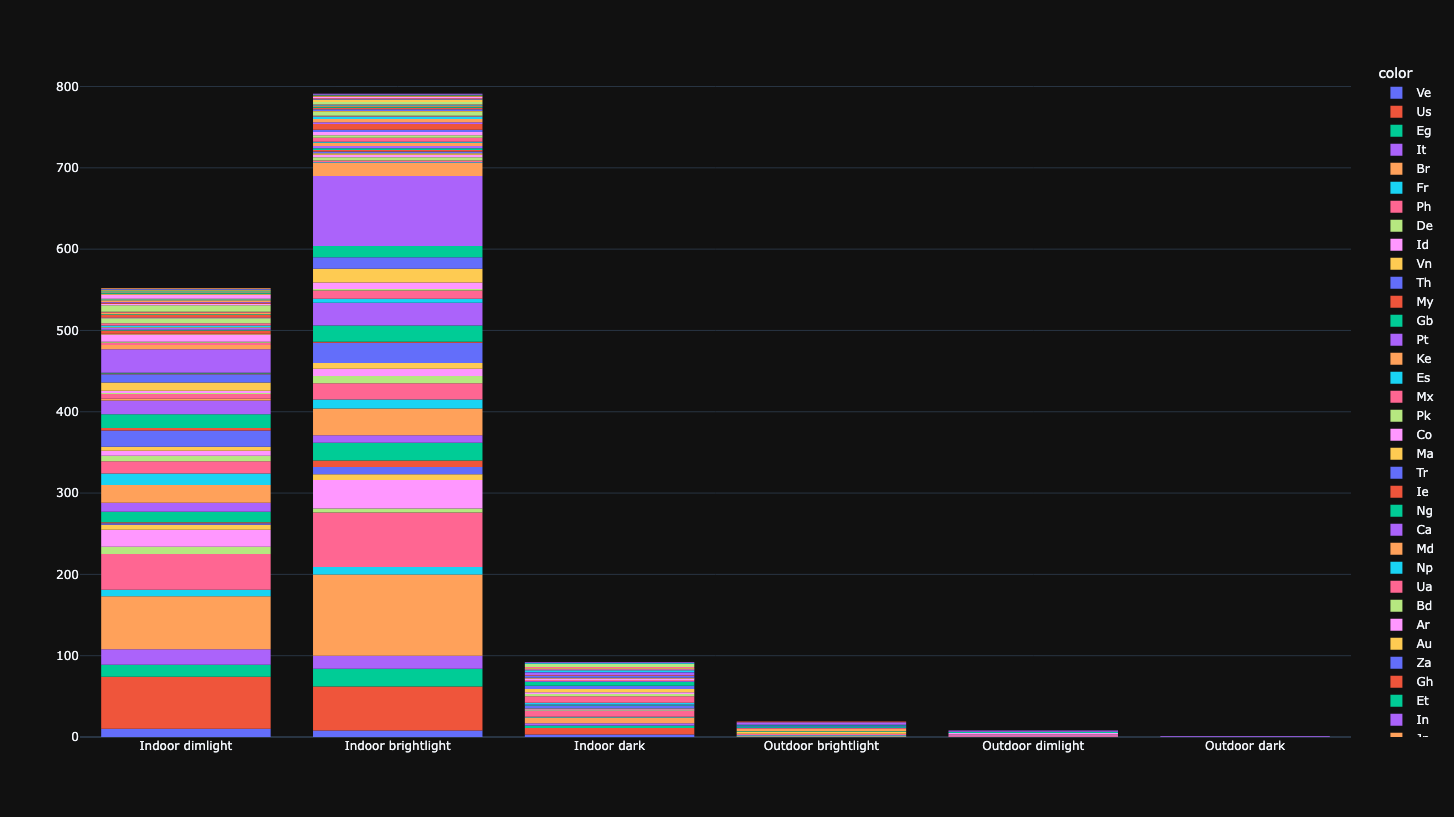 800
700
600
500
400
300
200
100
0
Indoor dimlight
Indoor brightlight
Indoor dark
Outdoor brightlight
Outdoor dimlight
Outdoor dark
color
Ve
Us
Eg
It
Br
Fr
Ph
De
Id
Vn
Th
My
Gb
Pt
Ke
Es
Mx
Pk
Co
Ma
Tr
Ie
Ng
Ca
Md
Np
Ua
Bd
Ar
Au
Za
Gh
Et
In